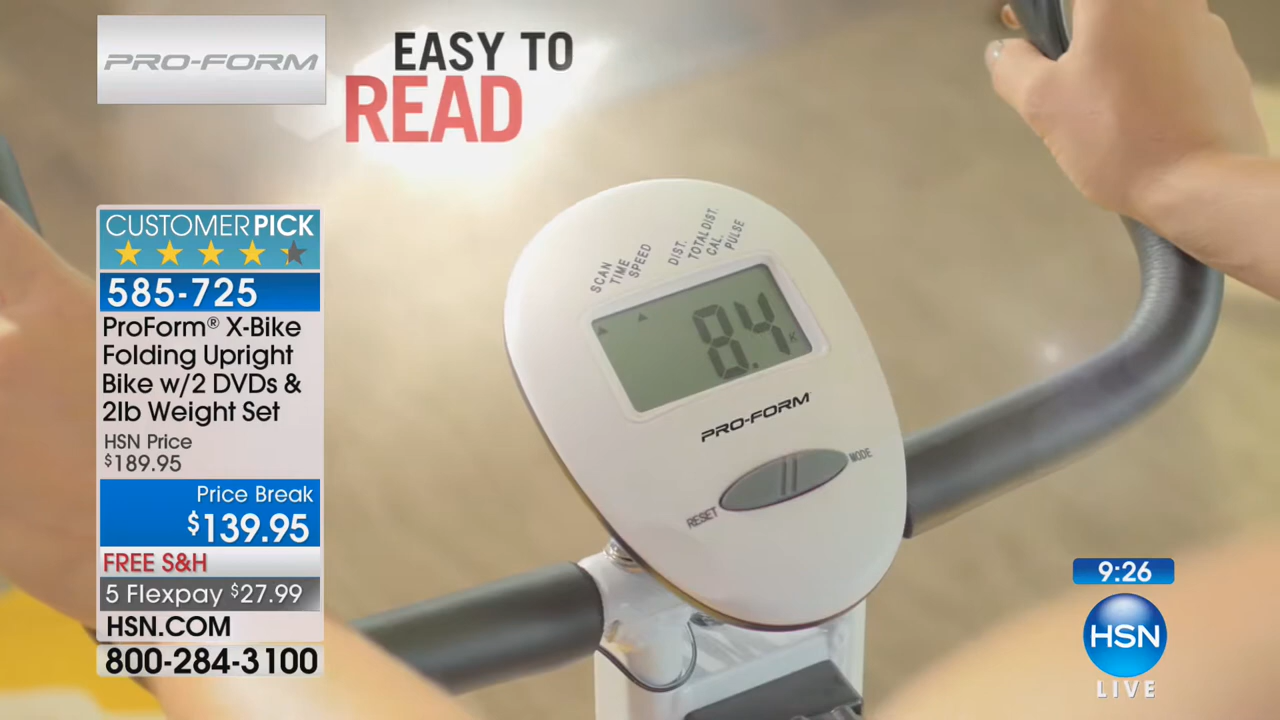 PRO-FORM
EASY TO
READ
CUSTOMER PICK
585-725
ProForm® X-Bike
Folding Upright
Bike w/2 DVDs &
2lb Weight Set
HSN Price
$189.95
Price Break
$139.95
FREE S&H
5 Flexpay $27.99
HSN.COM
800-284-3100
SCAN
TIME
SPEED
DIST.
TOTAL DIST.
CAL.
PULSE
8.4
K
PRO-FORM
MODE
RESET
9:26
HSN
LIVE